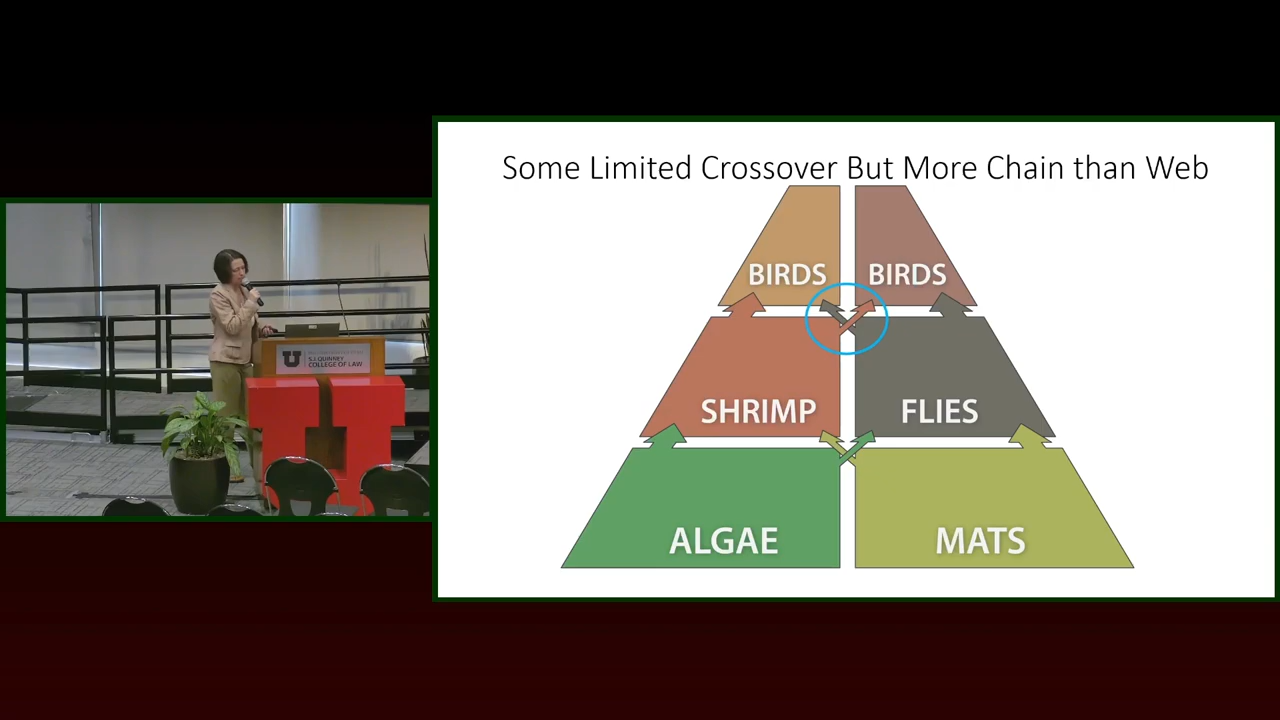 Some Limited Crossover But More Chain than Web
BIRDS BIRDS
SHRIMP FLIES
ALGAE MATS
U
S.J. QUINNEY
COLLEGE OF LAW